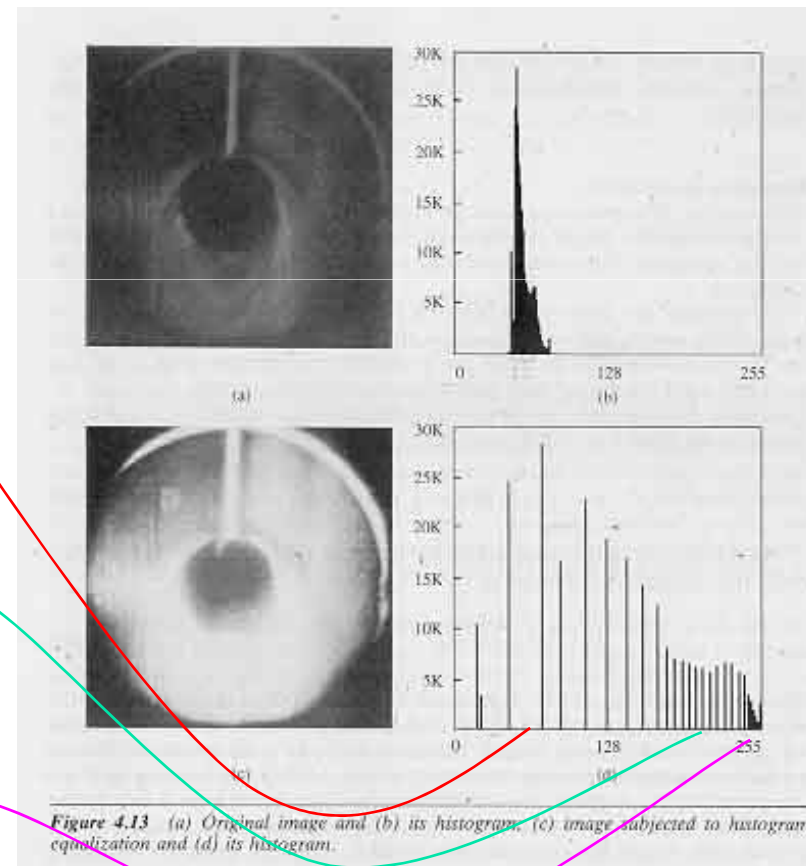 30K
25K
20K
10K
5K
0 128 255
(a) (b)
30K
25K
20K
15K
10K
5K
0 128 255
(c) (d)
Figure 4.13 (a) Original image and (b) its histogram; (c) image subjected to histogram
equalization and (d) its histogram.